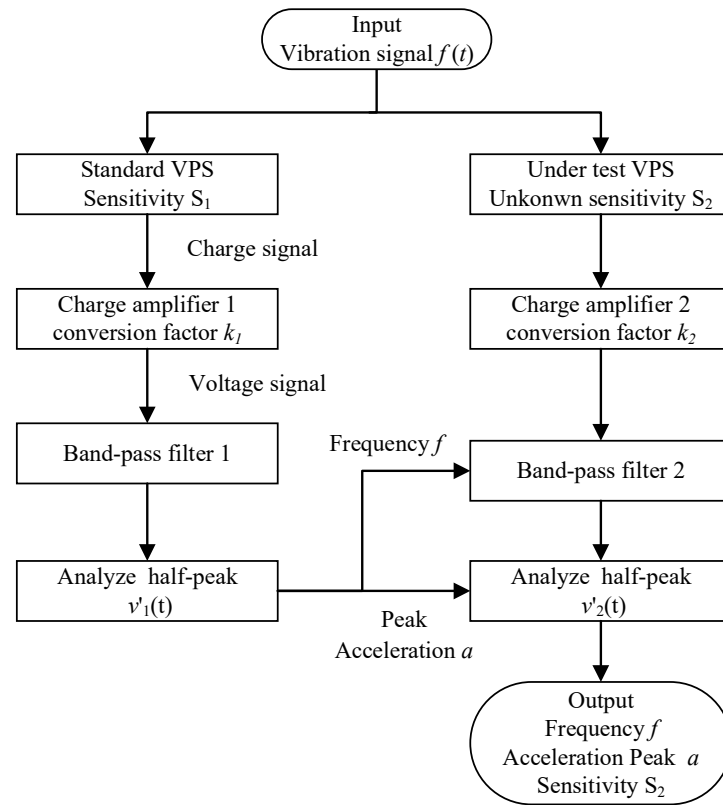 Input
Vibration signal f (t)
Standard VPS
Sensitivity S₁
Under test VPS
Unkonwn sensitivity S₂
Charge signal
Charge amplifier 1
conversion factor k₁
Charge amplifier 2
conversion factor k₂
Voltage signal
Band-pass filter 1
Frequency f
Band-pass filter 2
Analyze half-peak
v'₁(t)
Analyze half-peak
v'₂(t)
Peak
Acceleration a
Output
Frequency f
Acceleration Peak a
Sensitivity S₂